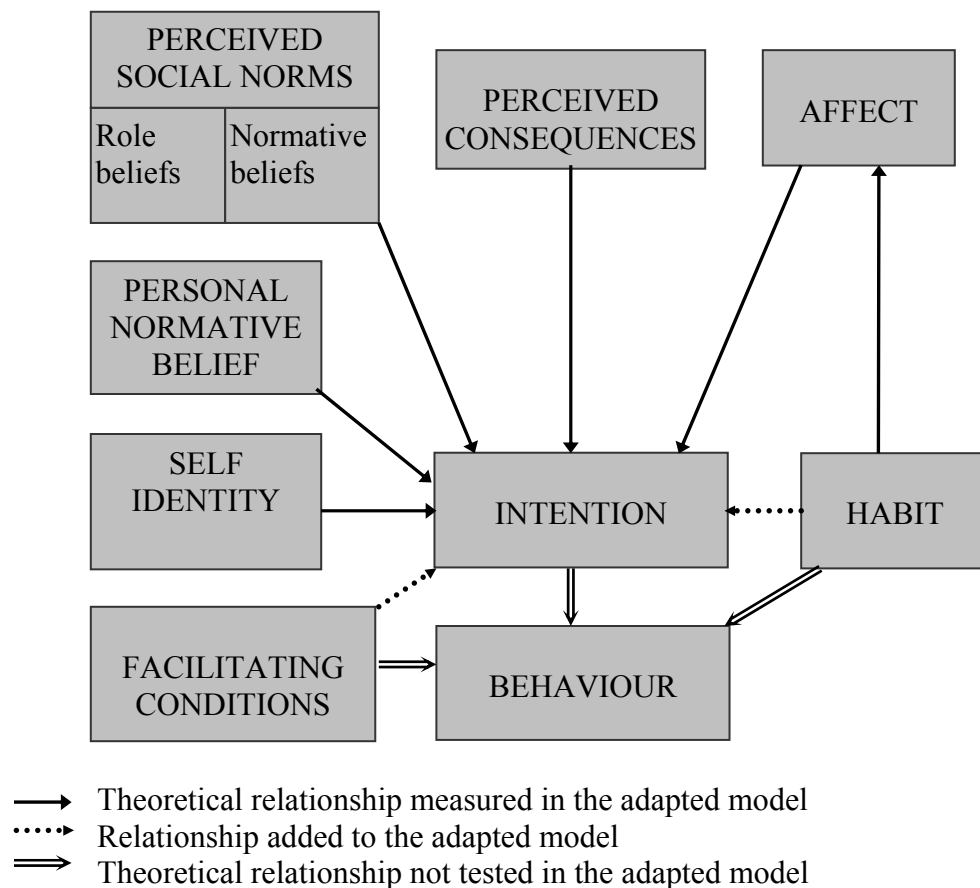 PERCEIVED
SOCIAL NORMS
Role
beliefs
Normative
beliefs
PERCEIVED
CONSEQUENCES
AFFECT
PERSONAL
NORMATIVE
BELIEF
SELF
IDENTITY
INTENTION
HABIT
FACILITATING
CONDITIONS
BEHAVIOUR
Theoretical relationship measured in the adapted model
Relationship added to the adapted model
Theoretical relationship not tested in the adapted model